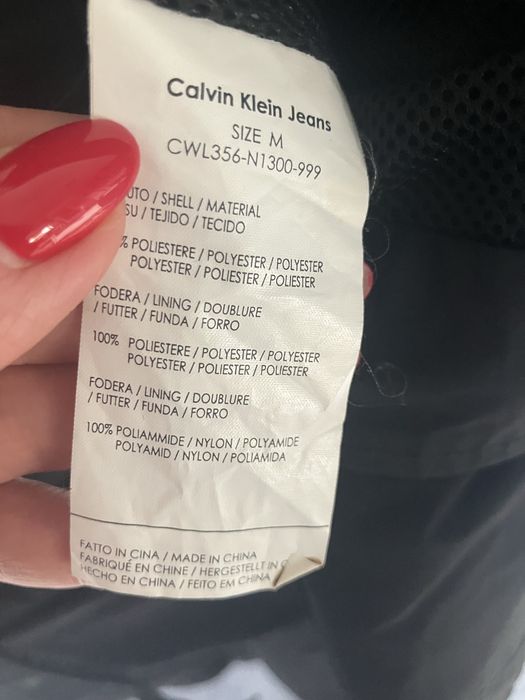 Calvin Klein Jeans
SIZE M
CWL356-N1300-999
/ SHELL / MATERIAL
/ TEJIDO / TECIDO
% POLIESTERE / POLYESTER / POLYESTER
POLYESTER / POLIESTER / POLIESTER
FODERA / LINING / DOUBLURE
/ FUTTER / FUNDA / FORRO
100% POLIESTERE / POLYESTER / POLYESTER
POLYESTER / POLIESTER / POLIESTER
FODERA / LINING / DOUBLURE
/ FUTTER / FUNDA / FORRO
100% POLIAMMIDE / NYLON / POLYAMIDE
POLYAMID / NYLON / POLIAMIDA
FATTO IN CINA / MADE IN CHINA
FABRIQUÉ EN CHINE / HERGESTELLT IN
HECHO EN CHINA / FEITO EM CHINA